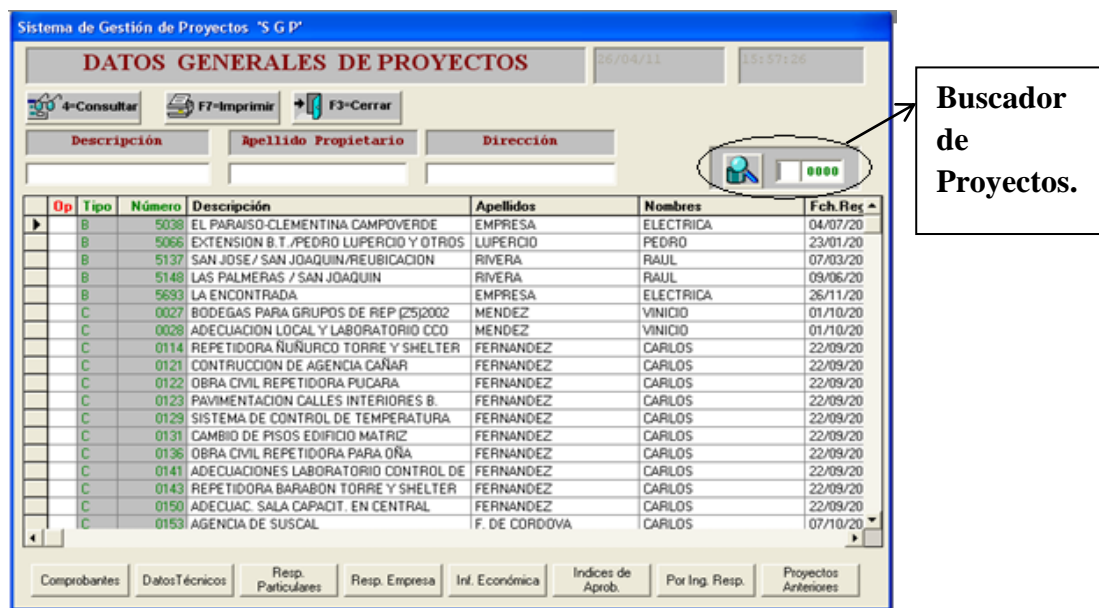 Sistema de Gestión de Proyectos "S G P"
DATOS GENERALES DE PROYECTOS 26/04/11 15:57:26
4=Consultar F7=Imprimir F3=Cerrar
Descripción Apellido Propietario Dirección
0000
Buscador
de
Proyectos.
Op Tipo Número Descripción Apellidos Nombres Fch.Reg
B 5038 EL PARAISO-CLEMENTINA CAMPOVERDE EMPRESA ELECTRICA 04/07/20
B 5066 EXTENSION B.T./PEDRO LUPERCIO Y OTROS LUPERCIO PEDRO 23/01/20
B 5137 SAN JOSE/ SAN JOAQUIN/REUBICACION RIVERA RAUL 07/03/20
B 5148 LAS PALMERAS / SAN JOAQUIN RIVERA RAUL 09/06/20
B 5693 LA ENCONTRADA EMPRESA ELECTRICA 26/11/20
C 0027 BODEGAS PARA GRUPOS DE REP (Z5)2002 MENDEZ VINICIO 01/10/20
C 0028 ADECUACION LOCAL Y LABORATORIO CCO MENDEZ VINICIO 01/10/20
C 0114 REPETIDORA ÑUÑURCO TORRE Y SHELTER FERNANDEZ CARLOS 22/09/20
C 0121 CONTRUCCION DE AGENCIA CAÑAR FERNANDEZ CARLOS 22/09/20
C 0122 OBRA CIVIL REPETIDORA PUCARA FERNANDEZ CARLOS 22/09/20
C 0123 PAVIMENTACION CALLES INTERIORES B. FERNANDEZ CARLOS 22/09/20
C 0129 SISTEMA DE CONTROL DE TEMPERATURA FERNANDEZ CARLOS 22/09/20
C 0131 CAMBIO DE PISOS EDIFICIO MATRIZ FERNANDEZ CARLOS 22/09/20
C 0136 OBRA CIVIL REPETIDORA PARA OÑA FERNANDEZ CARLOS 22/09/20
C 0141 ADECUACIONES LABORATORIO CONTROL DE FERNANDEZ CARLOS 22/09/20
C 0143 REPETIDORA BARABON TORRE Y SHELTER FERNANDEZ CARLOS 22/09/20
C 0150 ADECUAC. SALA CAPACIT. EN CENTRAL FERNANDEZ CARLOS 22/09/20
C 0153 AGENCIA DE SUSCAL F. DE CORDOVA CARLOS 07/10/20
Comprobantes DatosTécnicos Resp. Particulares Resp. Empresa Inf. Económica Indices de Aprob. Por Ing. Resp. Proyectos Anteriores